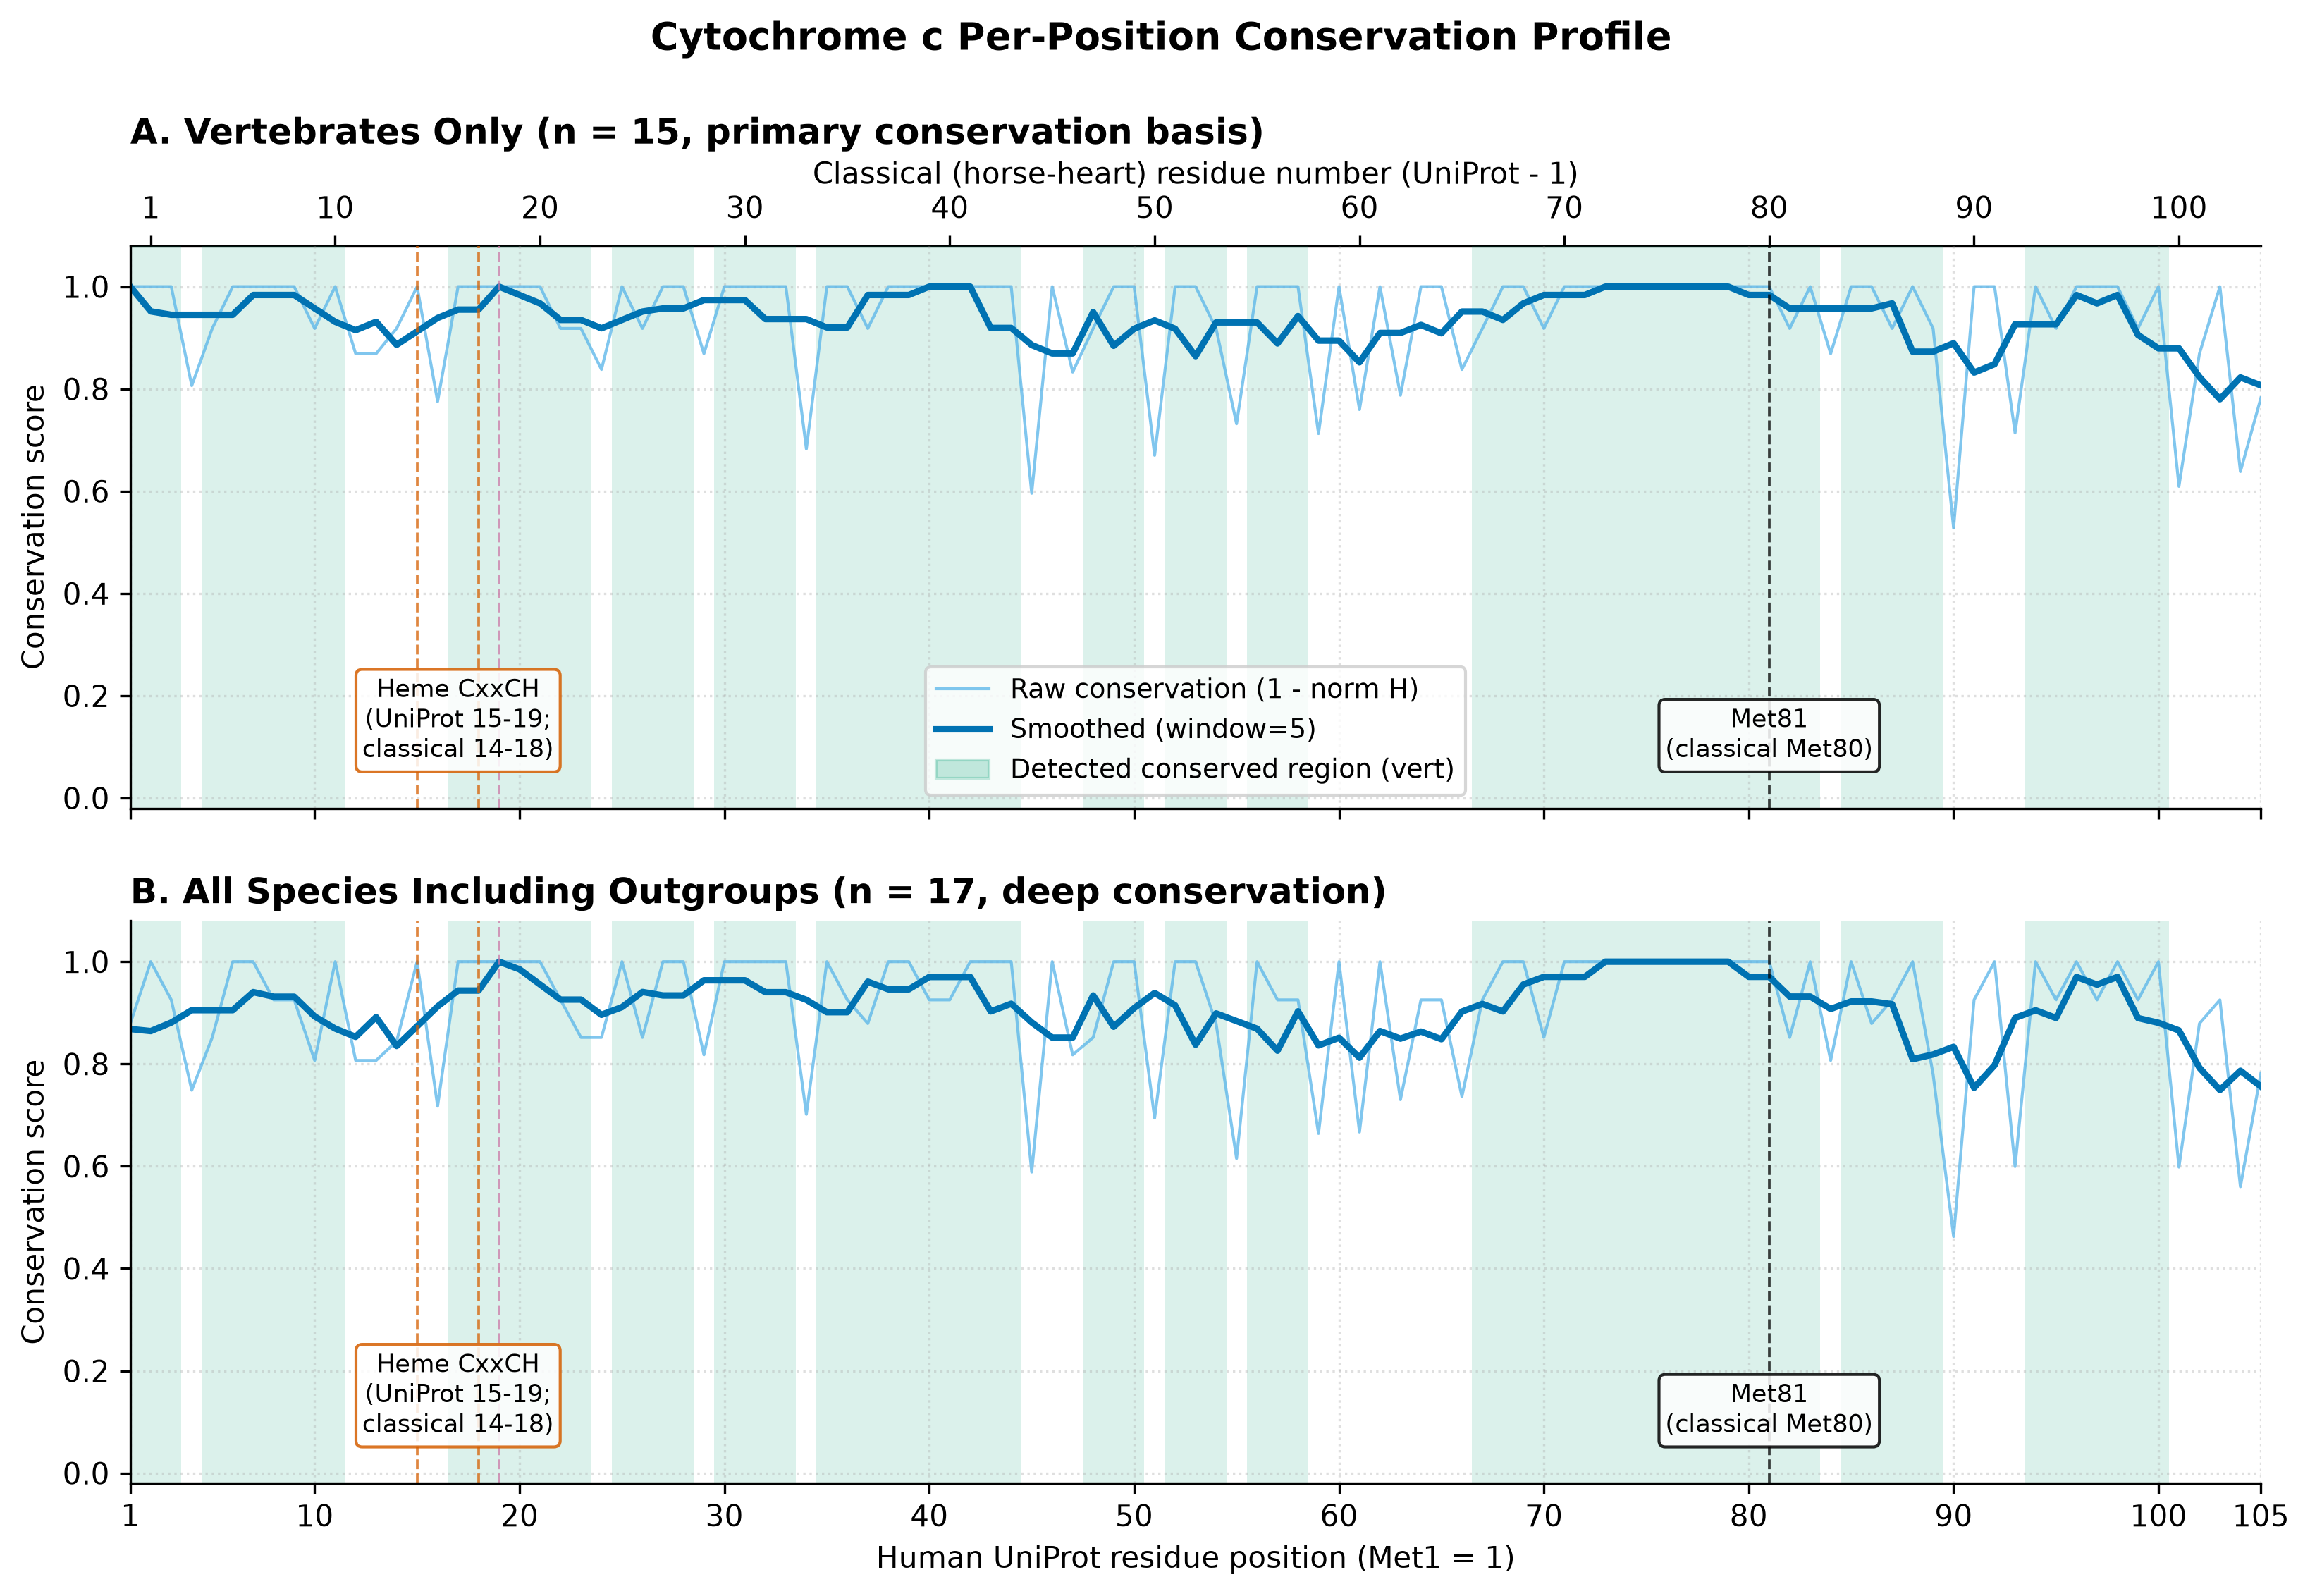 Cytochrome c Per-Position Conservation Profile
A. Vertebrates Only (n = 15, primary conservation basis)
Classical (horse-heart) residue number (UniProt - 1)
1 10 20 30 40 50 60 70 80 90 100
Conservation score
1.0
0.8
0.6
0.4
0.2
0.0
Heme CxxCH
(UniProt 15-19;
classical 14-18)
Raw conservation (1 - norm H)
Smoothed (window=5)
Detected conserved region (vert)
Met81
(classical Met80)
B. All Species Including Outgroups (n = 17, deep conservation)
Conservation score
1.0
0.8
0.6
0.4
0.2
0.0
Heme CxxCH
(UniProt 15-19;
classical 14-18)
Met81
(classical Met80)
1 10 20 30 40 50 60 70 80 90 100 105
Human UniProt residue position (Met1 = 1)